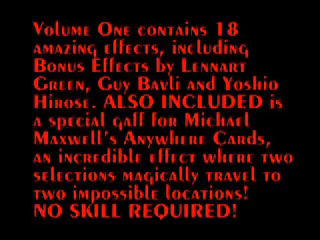 Volume One contains 18
amazing effects, including
Bonus Effects by Lennart
Green, Guy Bavli and Yoshio
Hirose. ALSO INCLUDED is
a special gaff for Michael
Maxwell's Anywhere Cards,
an incredible effect where two
selections magically travel to
two impossible locations!
NO SKILL REQUIRED!